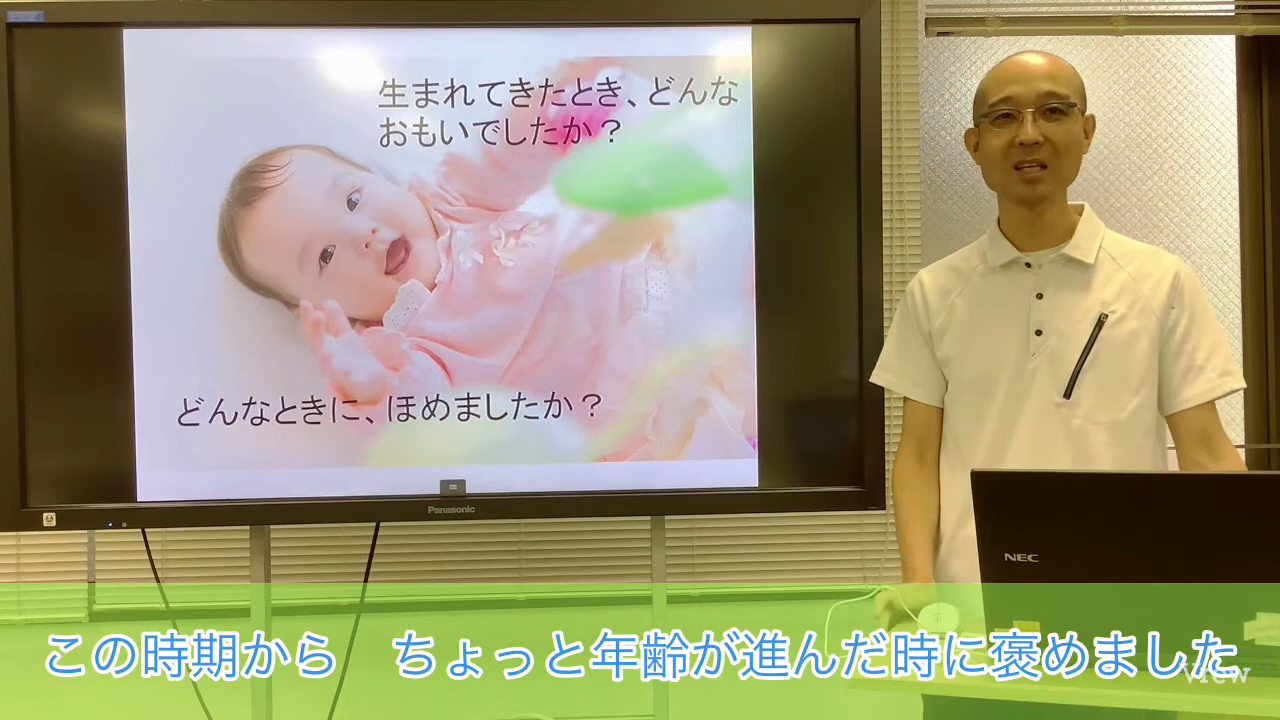 生まれてきたとき、どんな
おもいでしたか？
どんなときに、ほめましたか？
Panasonic
NEC
この時期から　ちょっと年齢が進んだ時に褒めました
view